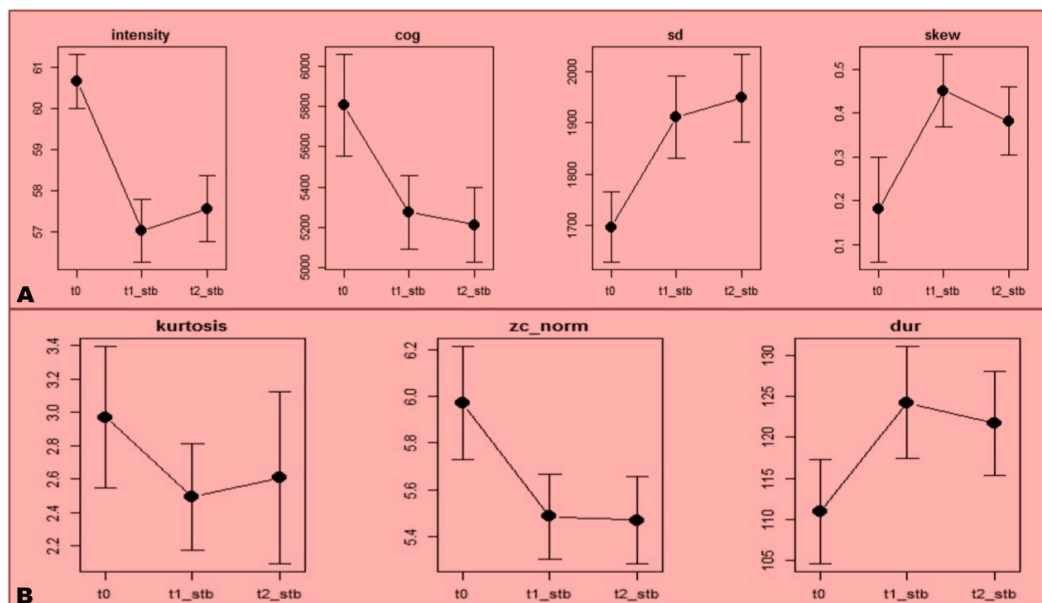 intensity
61
60
59
58
57
t0 t1_stb t2_stb
cog
6000
5800
5600
5400
5200
5000
t0 t1_stb t2_stb
sd
2000
1900
1800
1700
t0 t1_stb t2_stb
skew
0.5
0.4
0.3
0.2
0.1
t0 t1_stb t2_stb
A
kurtosis
3.4
3.2
3.0
2.8
2.6
2.4
2.2
t0 t1_stb t2_stb
zc_norm
6.2
6.0
5.8
5.6
5.4
t0 t1_stb t2_stb
dur
130
125
120
115
110
105
t0 t1_stb t2_stb
B